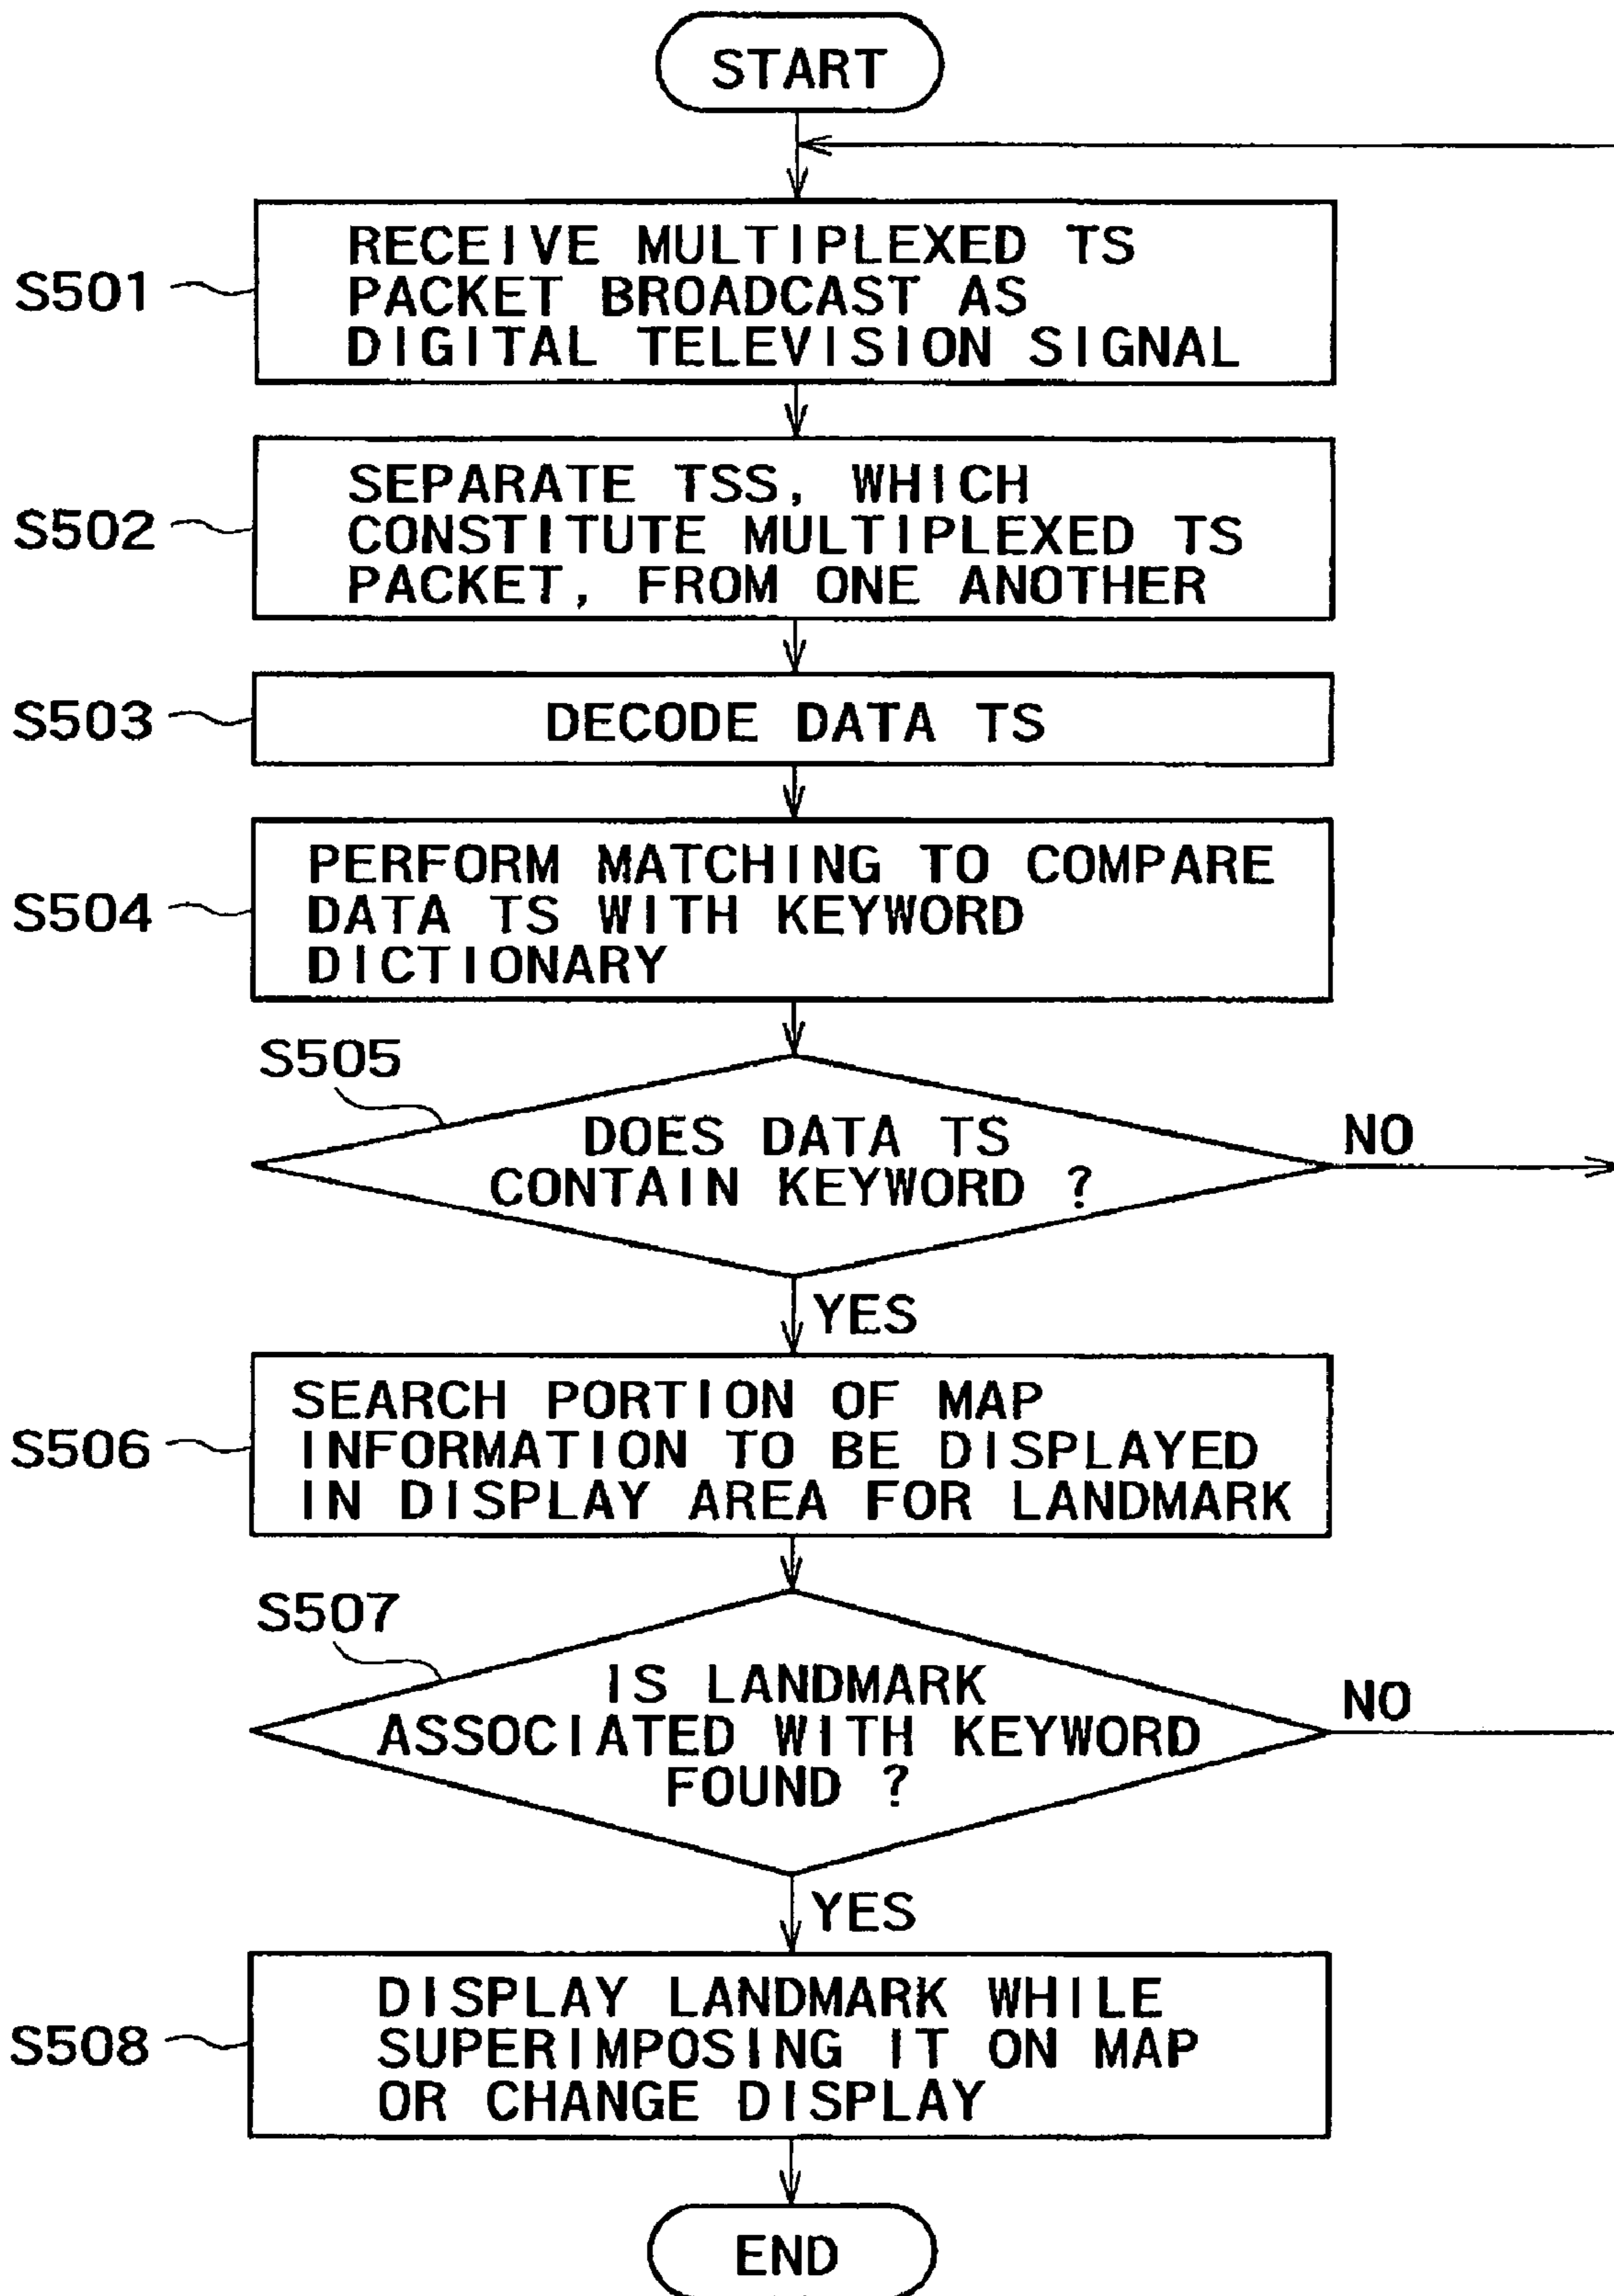 START
S501
RECEIVE MULTIPLEXED TS
PACKET BROADCAST AS
DIGITAL TELEVISION SIGNAL
S502
SEPARATE TSS, WHICH
CONSTITUTE MULTIPLEXED TS
PACKET, FROM ONE ANOTHER
S503
DECODE DATA TS
S504
PERFORM MATCHING TO COMPARE
DATA TS WITH KEYWORD
DICTIONARY
S505
DOES DATA TS
CONTAIN KEYWORD ?
NO
YES
S506
SEARCH PORTION OF MAP
INFORMATION TO BE DISPLAYED
IN DISPLAY AREA FOR LANDMARK
S507
IS LANDMARK
ASSOCIATED WITH KEYWORD
FOUND ?
NO
YES
S508
DISPLAY LANDMARK WHILE
SUPERIMPOSING IT ON MAP
OR CHANGE DISPLAY
END